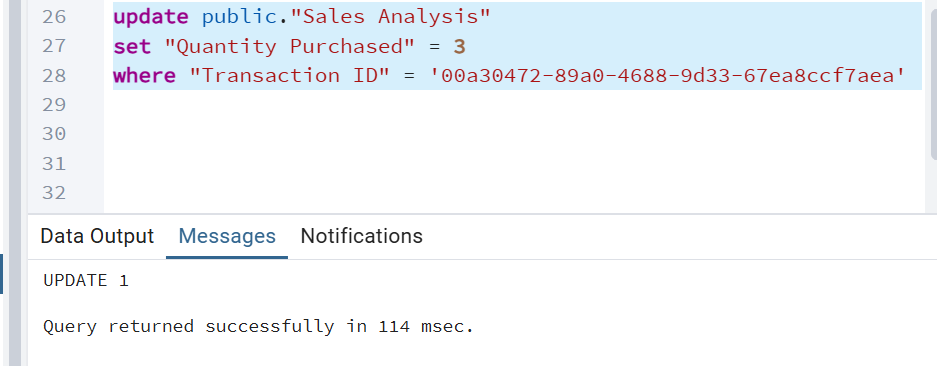 26 update public."Sales Analysis"
27 set "Quantity Purchased" = 3
28 where "Transaction ID" = '00a30472-89a0-4688-9d33-67ea8ccf7aea'
29
30
31
32
Data Output Messages Notifications
UPDATE 1
Query returned successfully in 114 msec.